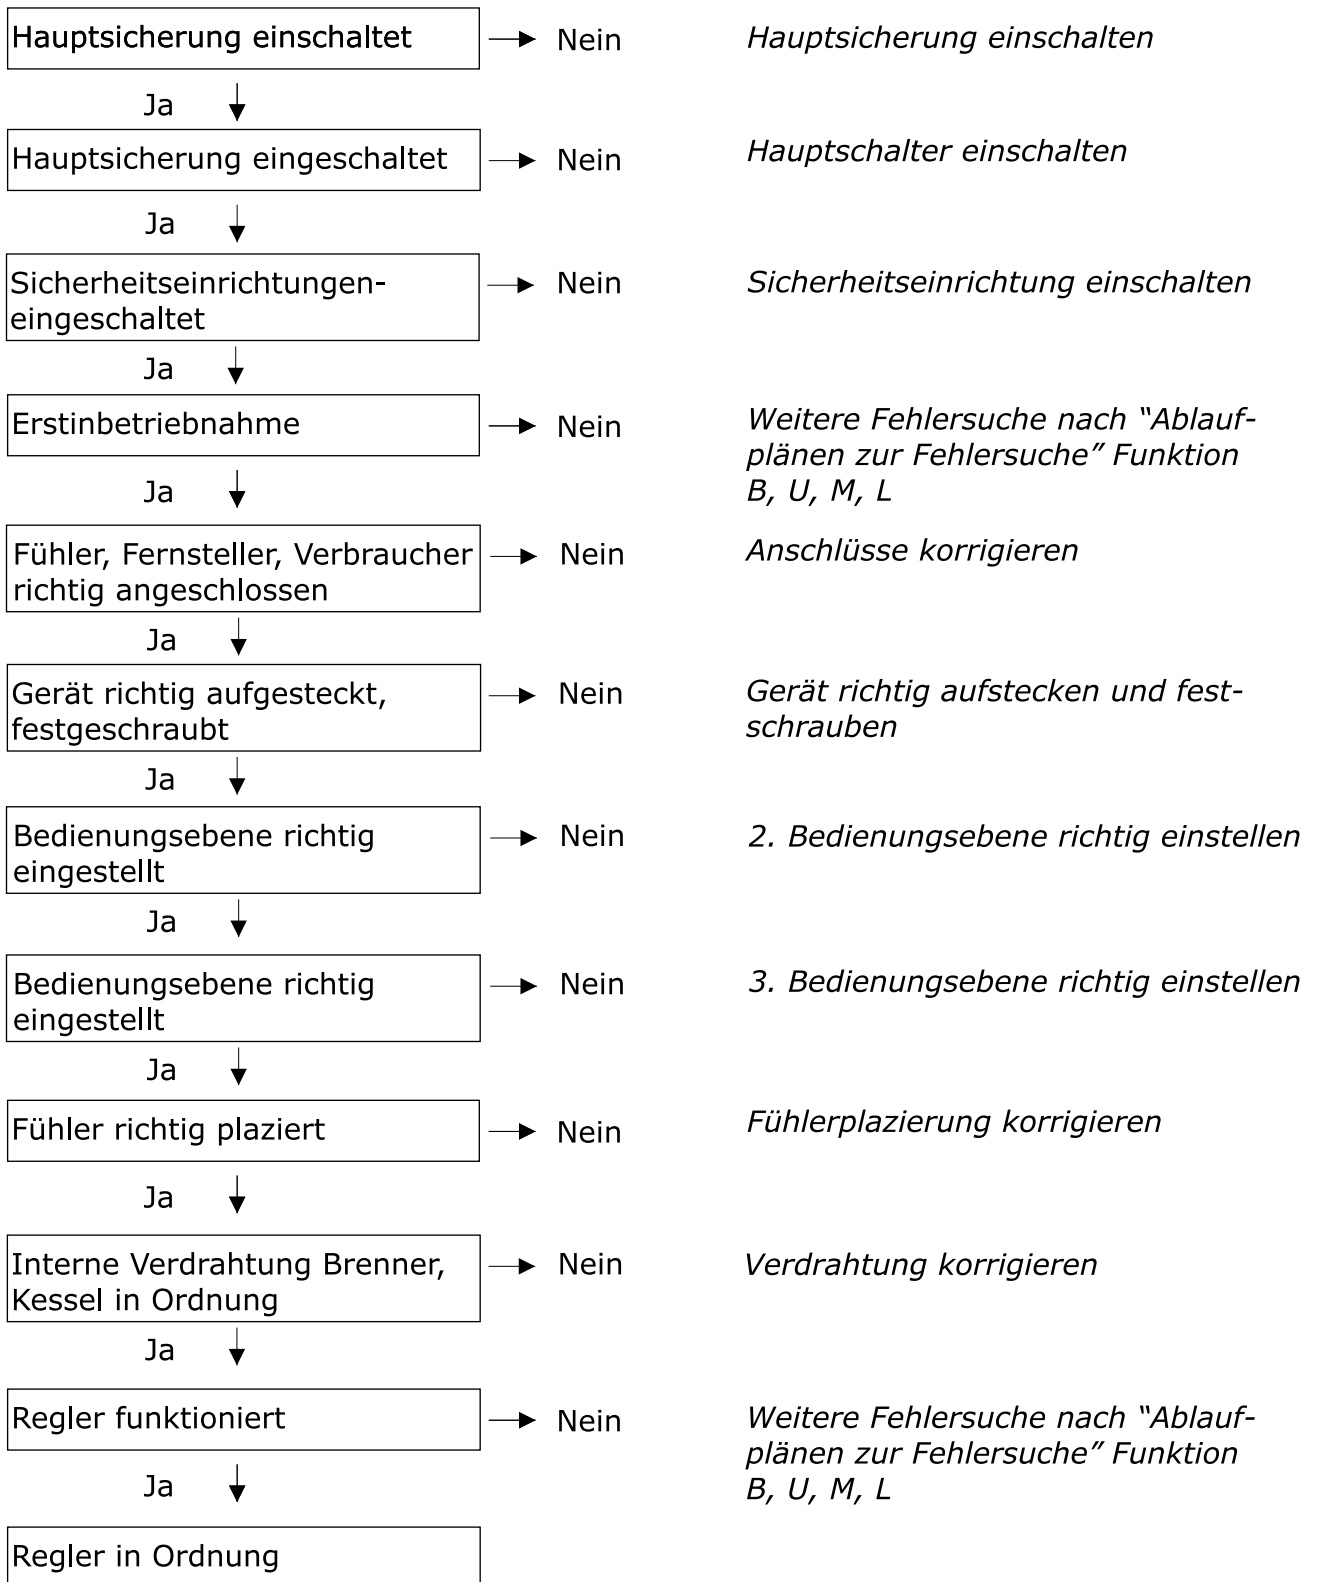 Hauptsicherung einschaltet
Nein
Hauptsicherung einschalten
Ja
Hauptsicherung eingeschaltet
Nein
Hauptschalter einschalten
Ja
Sicherheitseinrichtungen-
eingeschaltet
Nein
Sicherheitseinrichtung einschalten
Ja
Erstinbetriebnahme
Nein
Weitere Fehlersuche nach “Ablauf-
plänen zur Fehlersuche” Funktion
B, U, M, L
Ja
Fühler, Fernsteller, Verbraucher
richtig angeschlossen
Nein
Anschlüsse korrigieren
Ja
Gerät richtig aufgesteckt,
festgeschraubt
Nein
Gerät richtig aufstecken und fest-
schrauben
Ja
Bedienungsebene richtig
eingestellt
Nein
2. Bedienungsebene richtig einstellen
Ja
Bedienungsebene richtig
eingestellt
Nein
3. Bedienungsebene richtig einstellen
Ja
Fühler richtig plaziert
Nein
Fühlerplazierung korrigieren
Ja
Interne Verdrahtung Brenner,
Kessel in Ordnung
Nein
Verdrahtung korrigieren
Ja
Regler funktioniert
Nein
Weitere Fehlersuche nach “Ablauf-
plänen zur Fehlersuche” Funktion
B, U, M, L
Ja
Regler in Ordnung